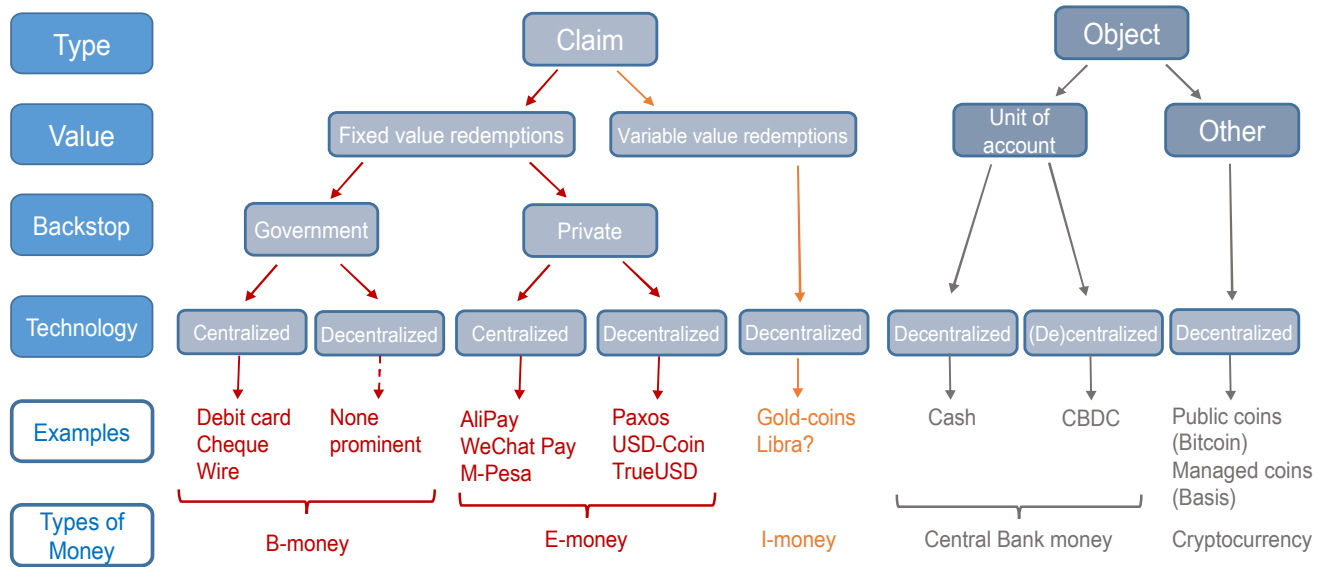 Type
Claim
Object
Value
Fixed value redemptions
Variable value redemptions
Unit of
account
Other
Backstop
Government
Private
Technology
Centralized
Decentralized
Centralized
Decentralized
Decentralized
Decentralized
(De)centralized
Decentralized
Examples
Debit card
Cheque
Wire
None
prominent
AliPay
WeChat Pay
M-Pesa
Paxos
USD-Coin
TrueUSD
Gold-coins
Libra?
Cash
CBDC
Public coins
(Bitcoin)
Managed coins
(Basis)
Types of
Money
B-money
E-money
I-money
Central Bank money
Cryptocurrency